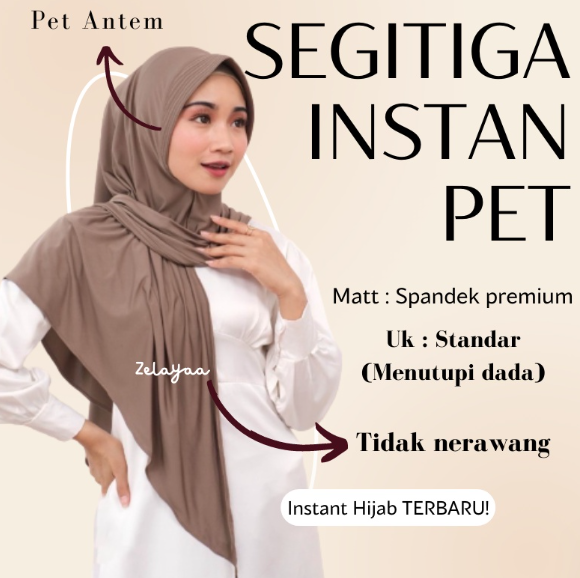 Pet Antem
SEGITIGA
INSTAN
PET
Matt : Spandek premium
Uk : Standar
(Menutupi dada)
Zelayaa
Tidak nerawang
Instant Hijab TERBARU!